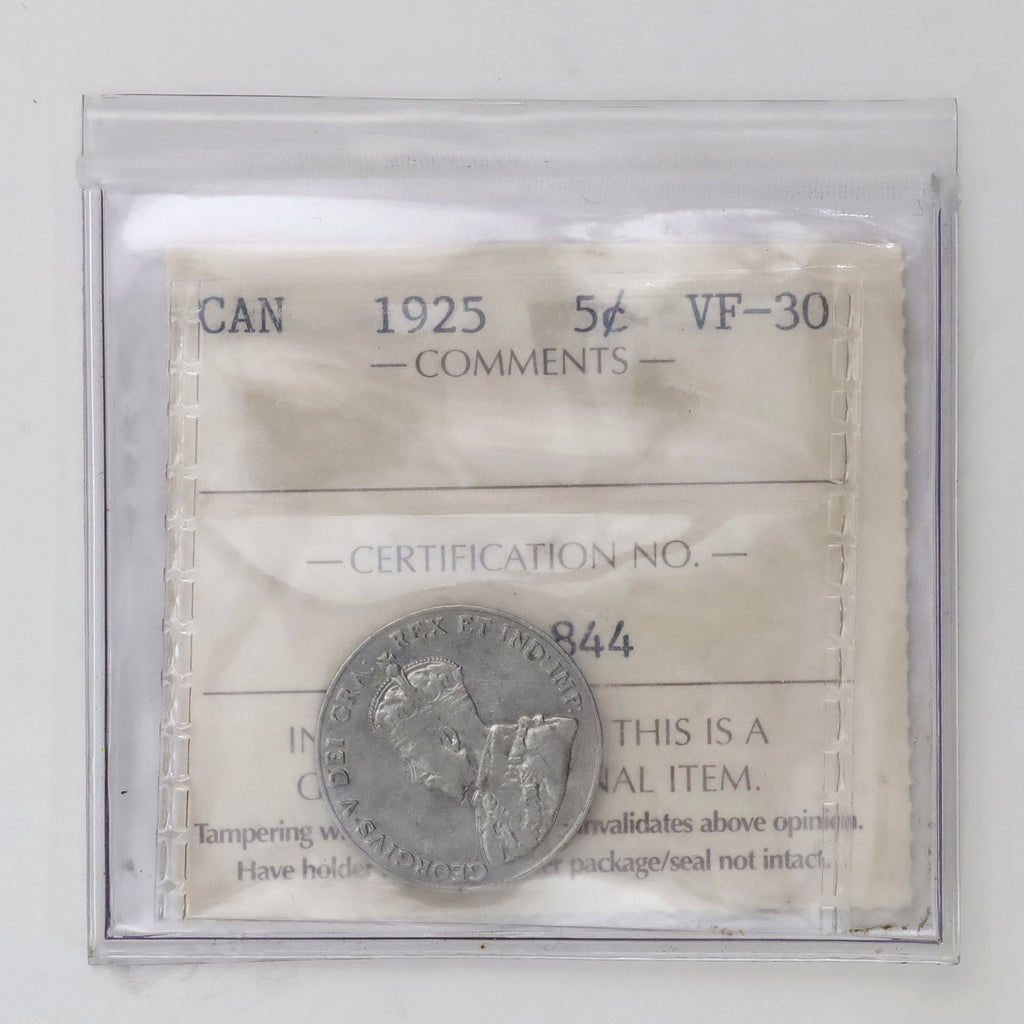 CAN 1925 5¢ VF-30
— COMMENTS —
— CERTIFICATION NO. —
844
THIS IS A
ITEM.
Tampering invalidates above opinion.
Have holder package/seal not intact.
GEORGIVS V DEI GRA: REX ET IND: IMP: